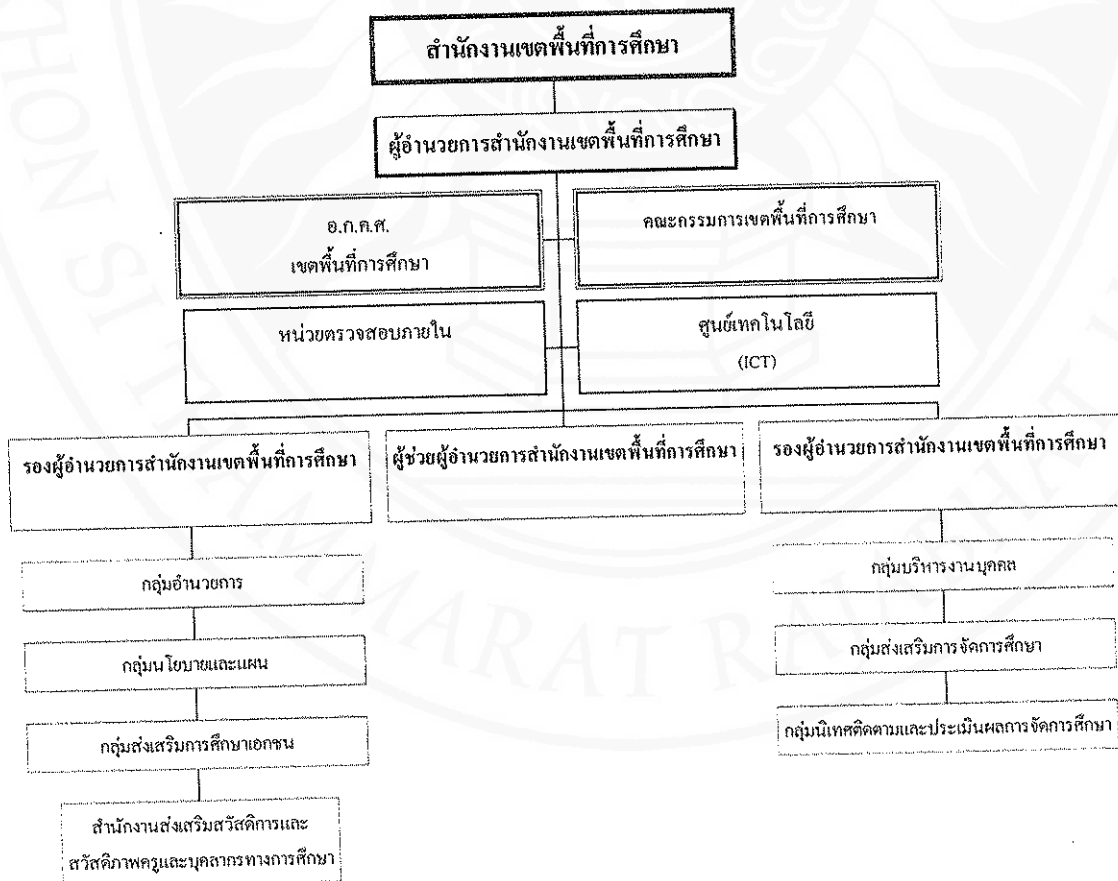 สำนักงานเขตพื้นที่การศึกษา
ผู้อำนวยการสำนักงานเขตพื้นที่การศึกษา
อ.ก.ค.ศ.
เขตพื้นที่การศึกษา
คณะกรรมการเขตพื้นที่การศึกษา
หน่วยตรวจสอบภายใน
ศูนย์เทคโนโลยี
(ICT)
รองผู้อำนวยการสำนักงานเขตพื้นที่การศึกษา
ผู้ช่วยผู้อำนวยการสำนักงานเขตพื้นที่การศึกษา
รองผู้อำนวยการสำนักงานเขตพื้นที่การศึกษา
กลุ่มอำนวยการ
กลุ่มนโยบายและแผน
กลุ่มส่งเสริมการศึกษาเอกชน
สำนักงานส่งเสริมสวัสดิการและ
สวัสดิภาพครูและบุคลากรทางการศึกษา
กลุ่มบริหารงานบุคคล
กลุ่มส่งเสริมการจัดการศึกษา
กลุ่มนิเทศติดตามและประเมินผลการจัดการศึกษา